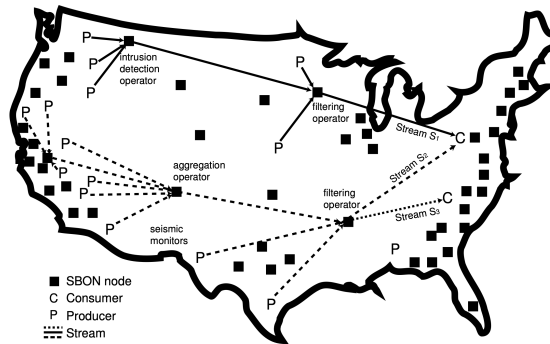 P
P
P
intrusion
detection
operator
P
P
filtering
operator
Stream S1
C
P
P
P
P
P
P
P
aggregation
operator
Stream S2
filtering
operator
C
Stream S3
seismic
monitors
P
P
P
P
SBON node
C Consumer
P Producer
Stream